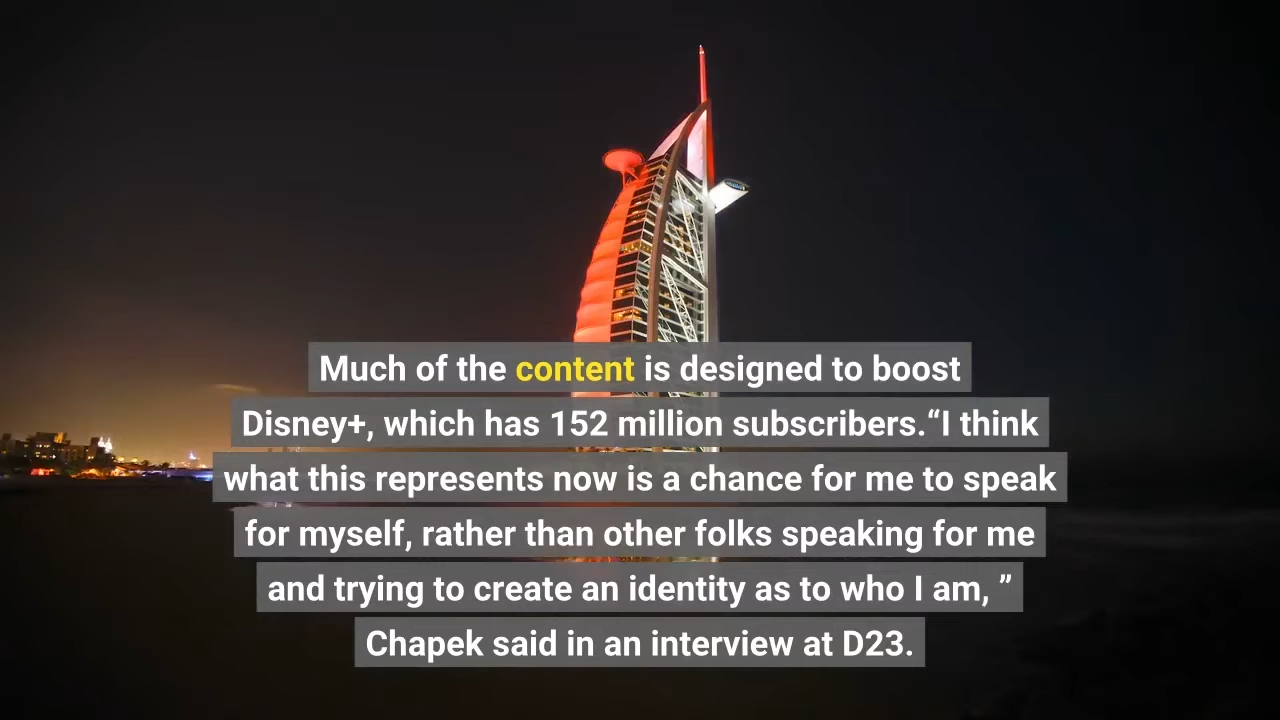 Much of the content is designed to boost
Disney+, which has 152 million subscribers.“I think
what this represents now is a chance for me to speak
for myself, rather than other folks speaking for me
and trying to create an identity as to who I am, ”
Chapek said in an interview at D23.